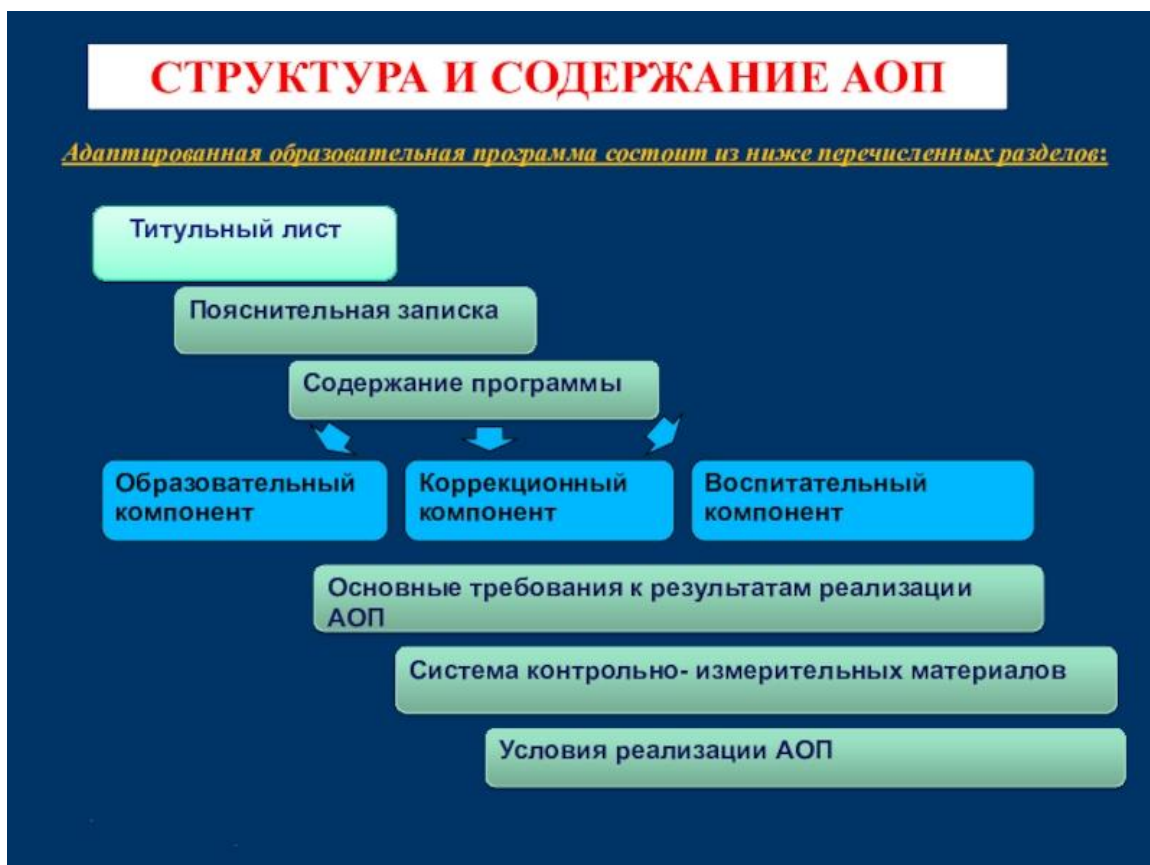 СТРУКТУРА И СОДЕРЖАНИЕ АОП
Адаптированная образовательная программа состоит из ниже перечисленных разделов:
Титульный лист
Пояснительная записка
Содержание программы
Образовательный
компонент
Коррекционный
компонент
Воспитательный
компонент
Основные требования к результатам реализации
АОП
Система контрольно- измерительных материалов
Условия реализации АОП